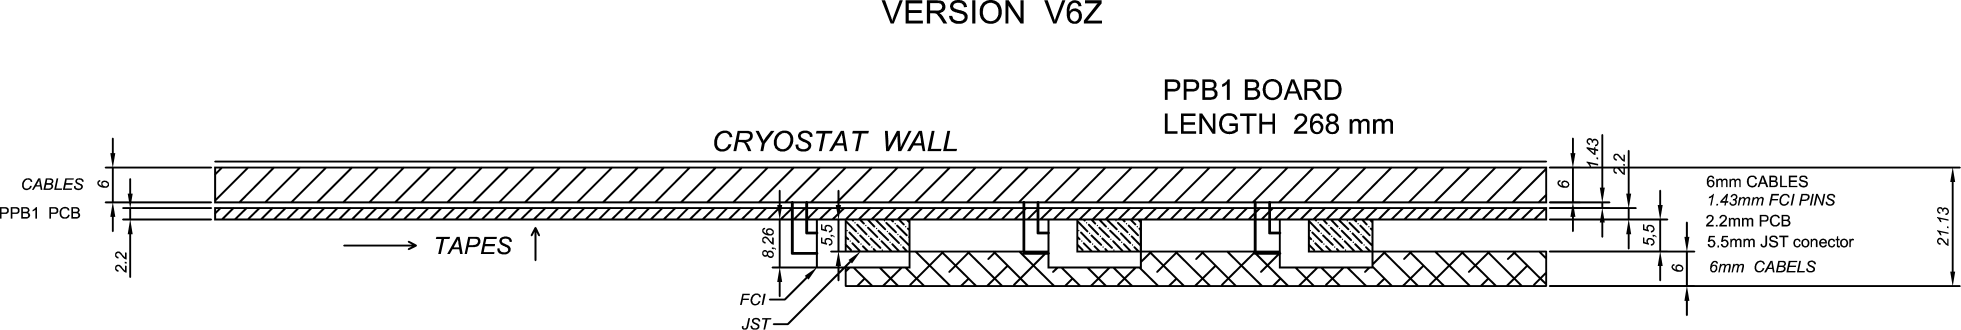 VERSION V6Z
PPB1 BOARD
LENGTH 268 mm
CRYOSTAT WALL
CABLES
6
PPB1 PCB
2.2
TAPES
8,26
5,5
FCI
JST
6
1.43
2.2
5,5
6
6mm CABLES
1.43mm FCI PINS
2.2mm PCB
5.5mm JST conector
6mm CABELS
21.13